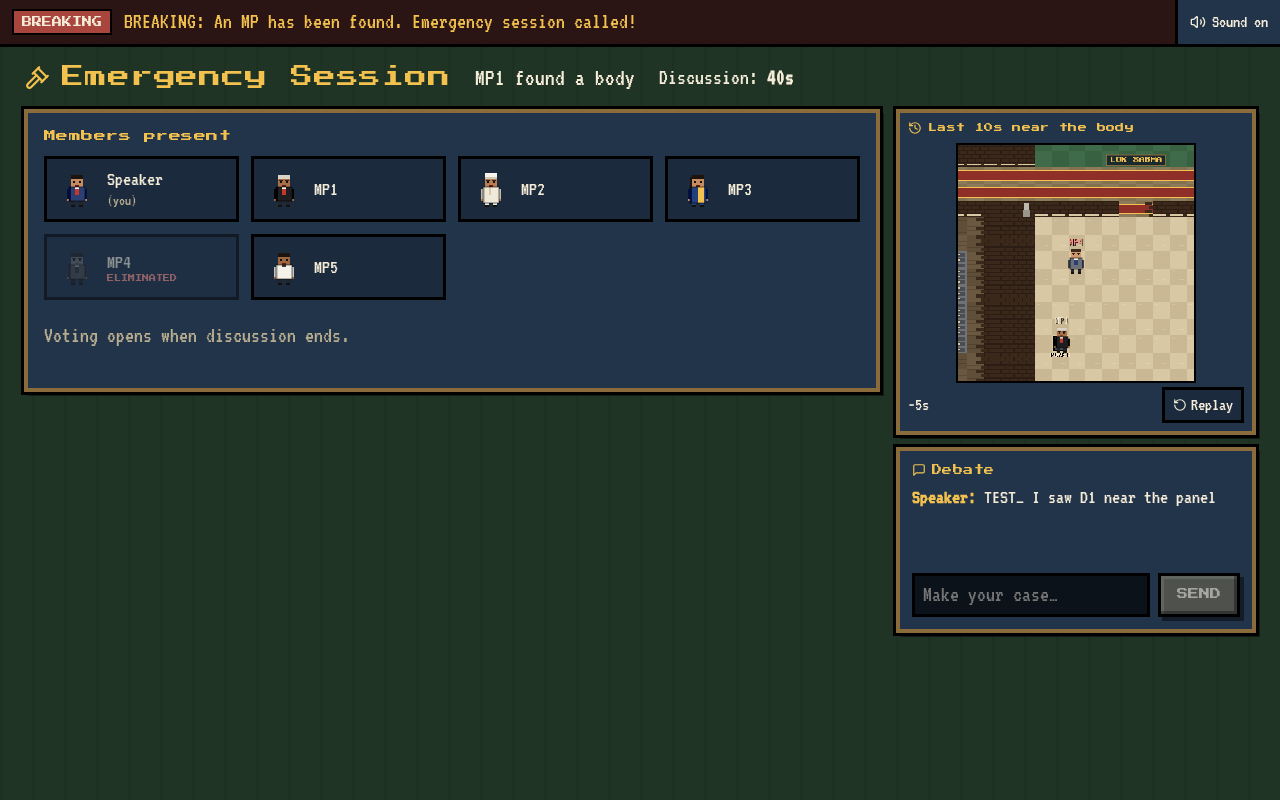 BREAKING
BREAKING: An MP has been found. Emergency session called!
Sound on
Emergency Session
MP1 found a body
Discussion: 40s
Members present
Speaker
(you)
MP1
MP2
MP3
MP4
ELIMINATED
MP5
Voting opens when discussion ends.
Last 10s near the body
LOK SABHA
MP4
-5s
Replay
Debate
Speaker: TEST_ I saw D1 near the panel
Make your case…
SEND